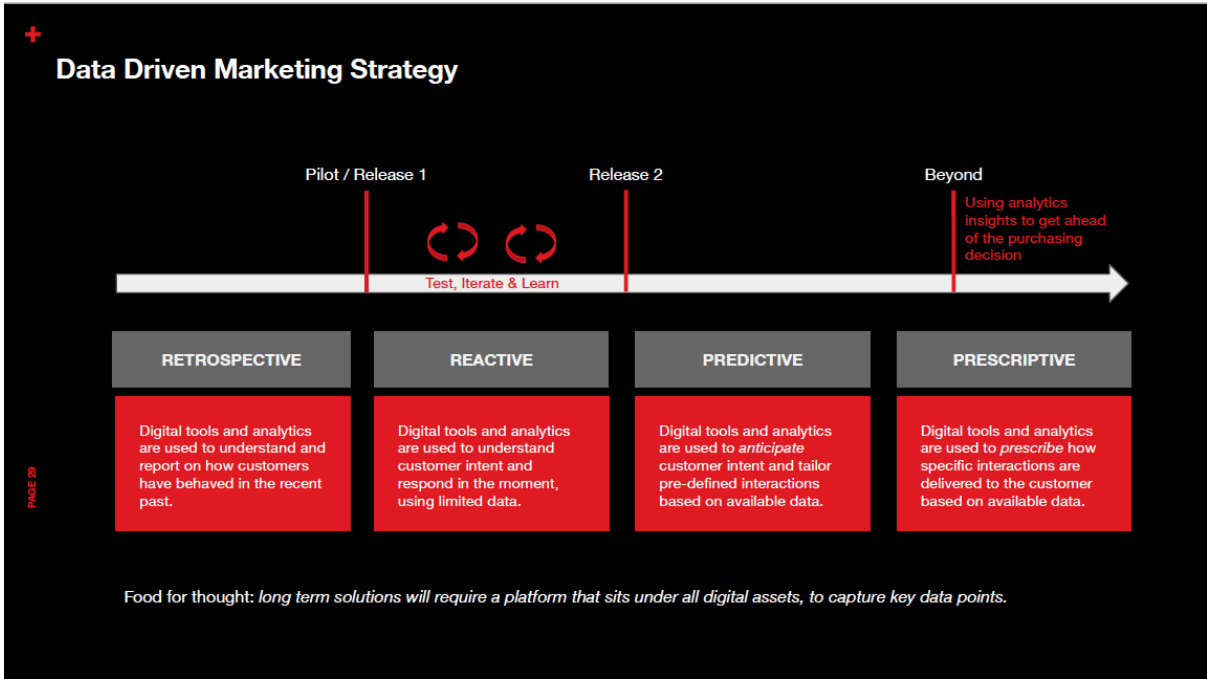 Data Driven Marketing Strategy
Pilot / Release 1
Release 2
Beyond
Using analytics
insights to get ahead
of the purchasing
decision
Test, Iterate & Learn
RETROSPECTIVE
Digital tools and analytics
are used to understand and
report on how customers
have behaved in the recent
past.
REACTIVE
Digital tools and analytics
are used to understand
customer intent and
respond in the moment,
using limited data.
PREDICTIVE
Digital tools and analytics
are used to anticipate
customer intent and tailor
pre-defined interactions
based on available data.
PRESCRIPTIVE
Digital tools and analytics
are used to prescribe how
specific interactions are
delivered to the customer
based on available data.
Food for thought: long term solutions will require a platform that sits under all digital assets, to capture key data points.
PAGE 29